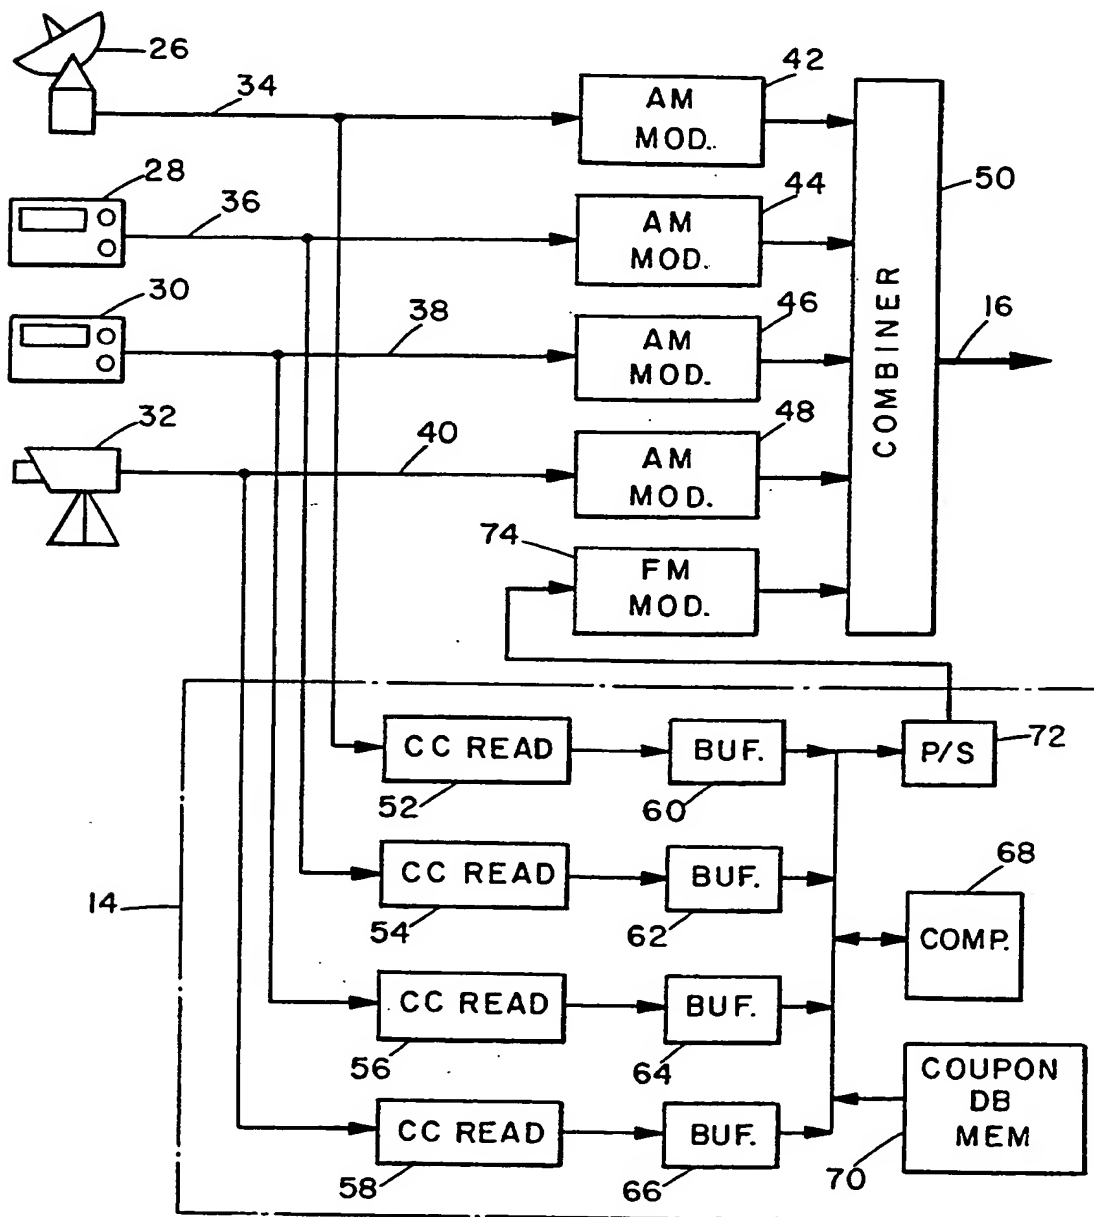 26
34
42
AM
MOD.
28
36
44
50
AM
MOD.
30
38
46
16
AM
MOD.
COMBINER
32
40
48
AM
MOD.
74
FM
MOD.
CC READ
BUF.
P/S
72
52
60
14
CC READ
BUF.
68
COMP.
54
62
CC READ
BUF.
56
64
COUPON
DB
MEM
CC READ
BUF.
58
66
70